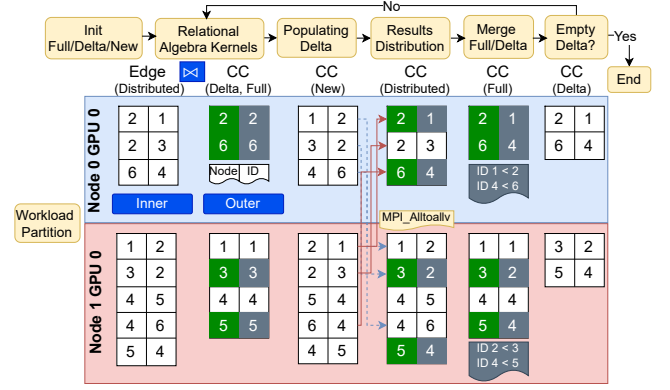 No
Init
Full/Delta/New
Relational
Algebra Kernels
Populating
Delta
Results
Distribution
Merge
Full/Delta
Empty
Delta?
Yes
End
Edge
(Distributed)
⋈
CC
(Delta, Full)
CC
(New)
CC
(Distributed)
CC
(Full)
CC
(Delta)
Node 0 GPU 0
2 1
2 3
6 4
2 2
6 6
Node ID
1 2
3 2
4 6
2 1
2 3
6 4
2 1
6 4
ID 1 < 2
ID 4 < 6
2 1
6 4
Inner
Outer
Workload
Partition
MPI_Alltoallv
Node 1 GPU 0
1 2
3 2
4 5
4 6
5 4
1 1
3 3
4 4
5 5
2 1
2 3
5 4
6 4
4 5
1 2
3 2
4 5
4 6
5 4
1 1
3 2
4 4
5 4
ID 2 < 3
ID 4 < 5
3 2
5 4